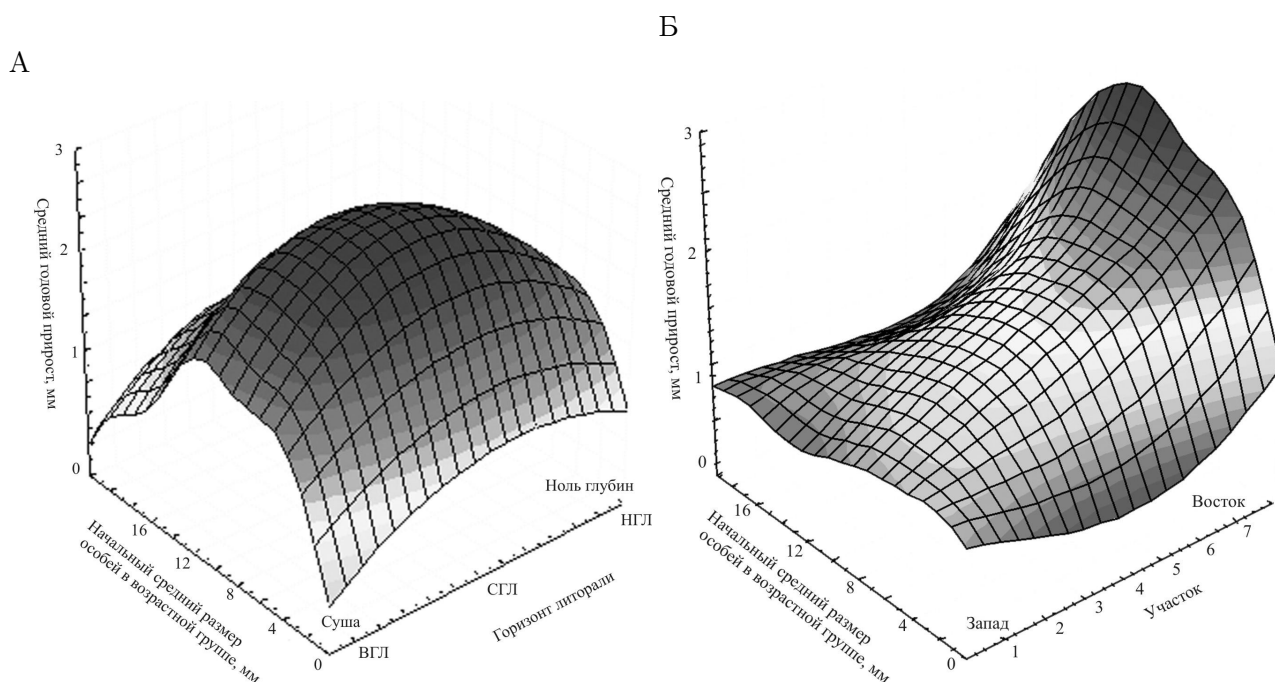 А
3
2
1
0
Средний годовой прирост, мм
16
12
8
4
0
Начальный средний размер
особей в возрастной группе, мм
Суша
ВГЛ
СГЛ
НГЛ
Ноль глубин
Горизонт литорали
Б
3
2
1
0
Средний годовой прирост, мм
16
12
8
4
0
Начальный средний размер
особей в возрастной группе, мм
Запад
1
2
3
4
5
6
7
Восток
Участок